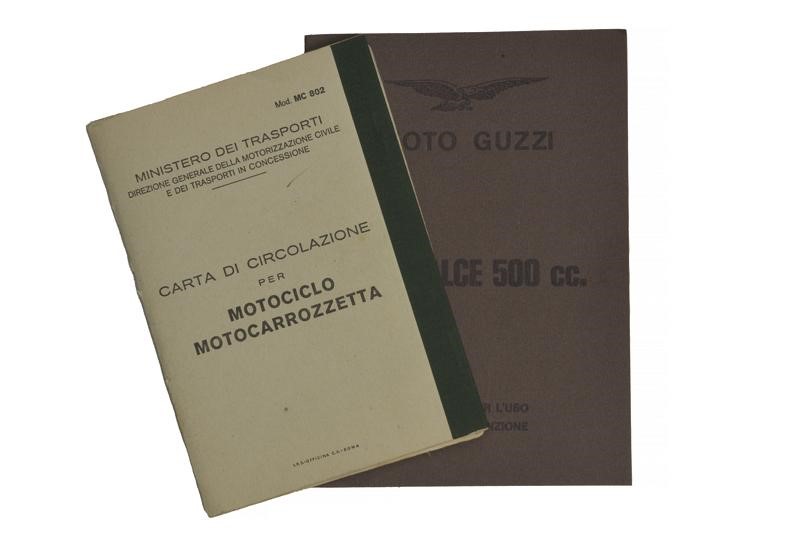 Mod. MC 802
MINISTERO DEI TRASPORTI
DIREZIONE GENERALE DELLA MOTORIZZAZIONE CIVILE
E DEI TRASPORTI IN CONCESSIONE
CARTA DI CIRCOLAZIONE
PER
MOTOCICLO
MOTOCARROZZETTA
OTO GUZZI
LCE 500 cc.
R L'USO
NZIONE